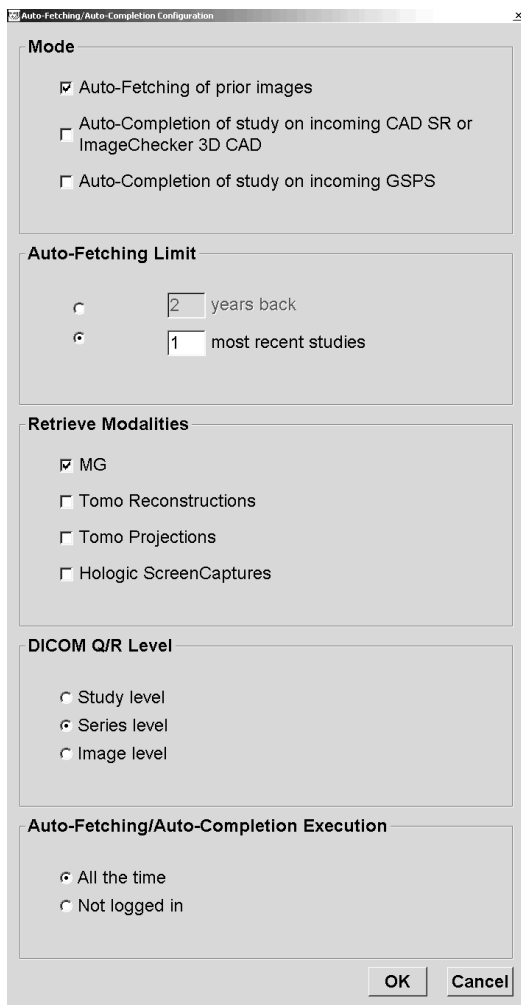 Auto-Fetching/Auto-Completion Configuration
Mode
Auto-Fetching of prior images
Auto-Completion of study on incoming CAD SR or
ImageChecker 3D CAD
Auto-Completion of study on incoming GSPS
Auto-Fetching Limit
2 years back
1 most recent studies
Retrieve Modalities
MG
Tomo Reconstructions
Tomo Projections
Hologic ScreenCaptures
DICOM Q/R Level
Study level
Series level
Image level
Auto-Fetching/Auto-Completion Execution
All the time
Not logged in
OK Cancel